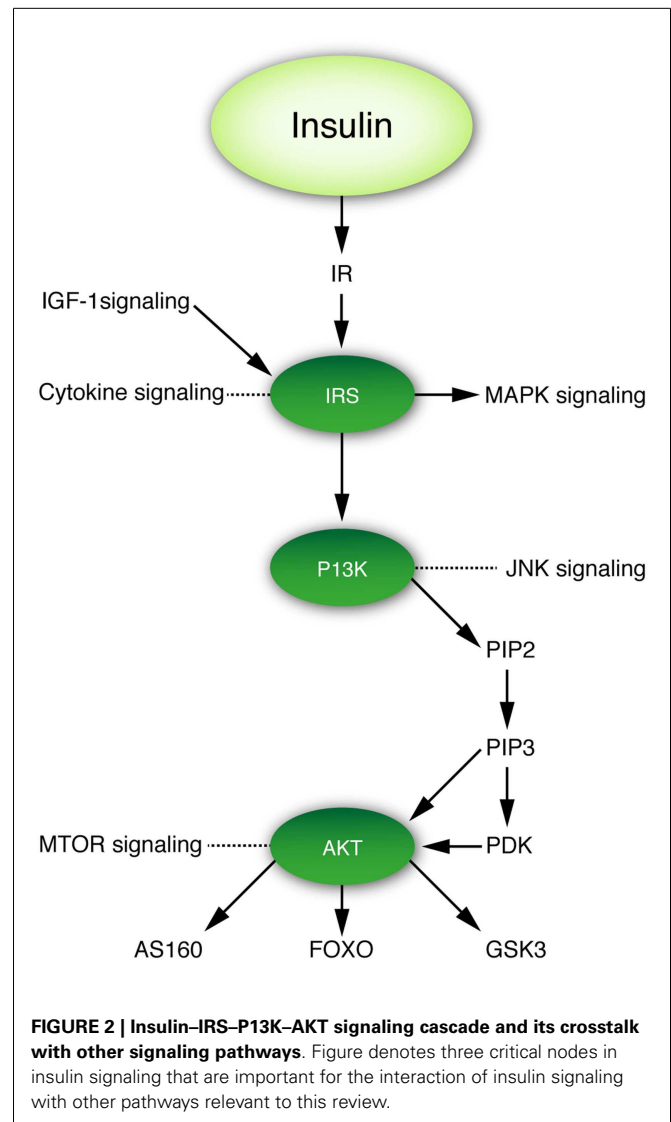 Insulin
IR
IGF-1signaling
Cytokine signaling
IRS
MAPK signaling
P13K
JNK signaling
PIP2
PIP3
MTOR signaling
AKT
PDK
AS160
FOXO
GSK3
FIGURE 2 | Insulin–IRS–P13K–AKT signaling cascade and its crosstalk
with other signaling pathways. Figure denotes three critical nodes in
insulin signaling that are important for the interaction of insulin signaling
with other pathways relevant to this review.